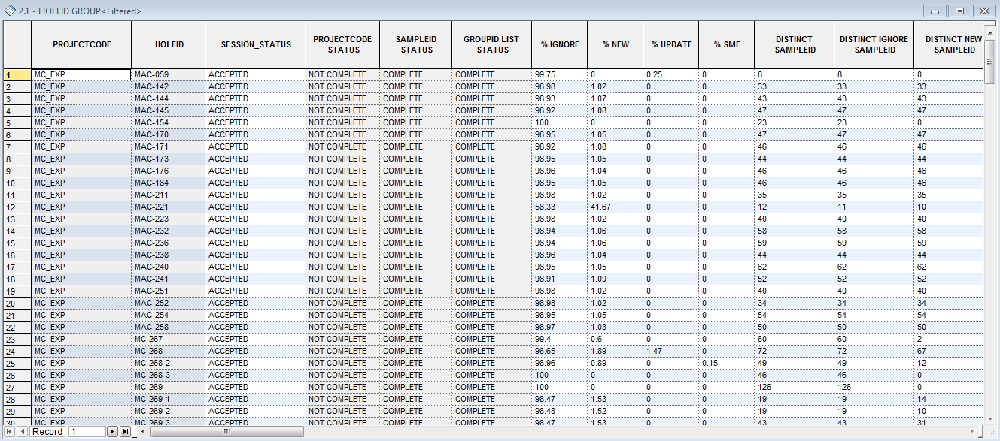 2.1 - HOLEID GROUP<Filtered>
PROJECTCODE HOLEID SESSION_STATUS PROJECTCODE STATUS SAMPLEID STATUS GROUPID LIST STATUS % IGNORE % NEW % UPDATE % SME DISTINCT SAMPLEID DISTINCT IGNORE SAMPLEID DISTINCT NEW SAMPLEID
1 MC_EXP MAC-059 ACCEPTED NOT COMPLETE COMPLETE COMPLETE 99.75 0 0.25 0 8 8 0
2 MC_EXP MAC-142 ACCEPTED NOT COMPLETE COMPLETE COMPLETE 98.98 1.02 0 0 33 33 33
3 MC_EXP MAC-144 ACCEPTED NOT COMPLETE COMPLETE COMPLETE 98.93 1.07 0 0 43 43 43
4 MC_EXP MAC-145 ACCEPTED NOT COMPLETE COMPLETE COMPLETE 98.92 1.08 0 0 47 47 47
5 MC_EXP MAC-154 ACCEPTED NOT COMPLETE COMPLETE COMPLETE 100 0 0 0 23 23 0
6 MC_EXP MAC-170 ACCEPTED NOT COMPLETE COMPLETE COMPLETE 98.95 1.05 0 0 47 47 47
7 MC_EXP MAC-171 ACCEPTED NOT COMPLETE COMPLETE COMPLETE 98.92 1.08 0 0 46 46 46
8 MC_EXP MAC-173 ACCEPTED NOT COMPLETE COMPLETE COMPLETE 98.95 1.05 0 0 44 44 44
9 MC_EXP MAC-176 ACCEPTED NOT COMPLETE COMPLETE COMPLETE 98.96 1.04 0 0 46 46 46
10 MC_EXP MAC-184 ACCEPTED NOT COMPLETE COMPLETE COMPLETE 98.95 1.05 0 0 46 46 46
11 MC_EXP MAC-211 ACCEPTED NOT COMPLETE COMPLETE COMPLETE 98.98 1.02 0 0 35 35 35
12 MC_EXP MAC-221 ACCEPTED NOT COMPLETE COMPLETE COMPLETE 58.33 41.67 0 0 12 11 10
13 MC_EXP MAC-223 ACCEPTED NOT COMPLETE COMPLETE COMPLETE 98.98 1.02 0 0 40 40 40
14 MC_EXP MAC-232 ACCEPTED NOT COMPLETE COMPLETE COMPLETE 98.94 1.06 0 0 58 58 58
15 MC_EXP MAC-236 ACCEPTED NOT COMPLETE COMPLETE COMPLETE 98.94 1.06 0 0 59 59 59
16 MC_EXP MAC-238 ACCEPTED NOT COMPLETE COMPLETE COMPLETE 98.96 1.04 0 0 44 44 44
17 MC_EXP MAC-240 ACCEPTED NOT COMPLETE COMPLETE COMPLETE 98.95 1.05 0 0 62 62 62
18 MC_EXP MAC-241 ACCEPTED NOT COMPLETE COMPLETE COMPLETE 98.91 1.09 0 0 52 52 52
19 MC_EXP MAC-251 ACCEPTED NOT COMPLETE COMPLETE COMPLETE 98.98 1.02 0 0 40 40 40
20 MC_EXP MAC-252 ACCEPTED NOT COMPLETE COMPLETE COMPLETE 98.98 1.02 0 0 34 34 34
21 MC_EXP MAC-254 ACCEPTED NOT COMPLETE COMPLETE COMPLETE 98.95 1.05 0 0 54 54 54
22 MC_EXP MAC-258 ACCEPTED NOT COMPLETE COMPLETE COMPLETE 98.97 1.03 0 0 50 50 50
23 MC_EXP MC-267 ACCEPTED NOT COMPLETE COMPLETE COMPLETE 99.4 0.6 0 0 60 60 2
24 MC_EXP MC-268 ACCEPTED NOT COMPLETE COMPLETE COMPLETE 96.65 1.89 1.47 0 72 72 67
25 MC_EXP MC-268-2 ACCEPTED NOT COMPLETE COMPLETE COMPLETE 98.96 0.89 0 0.15 49 49 12
26 MC_EXP MC-268-3 ACCEPTED NOT COMPLETE COMPLETE COMPLETE 100 0 0 0 46 46 0
27 MC_EXP MC-269 ACCEPTED NOT COMPLETE COMPLETE COMPLETE 100 0 0 0 126 126 0
28 MC_EXP MC-269-1 ACCEPTED NOT COMPLETE COMPLETE COMPLETE 98.47 1.53 0 0 19 19 14
29 MC_EXP MC-269-2 ACCEPTED NOT COMPLETE COMPLETE COMPLETE 98.48 1.52 0 0 19 19 10
30 MC_EXP MC-269-3 ACCEPTED NOT COMPLETE COMPLETE COMPLETE 98.47 1.53 0 0 43 43 31
Record 1